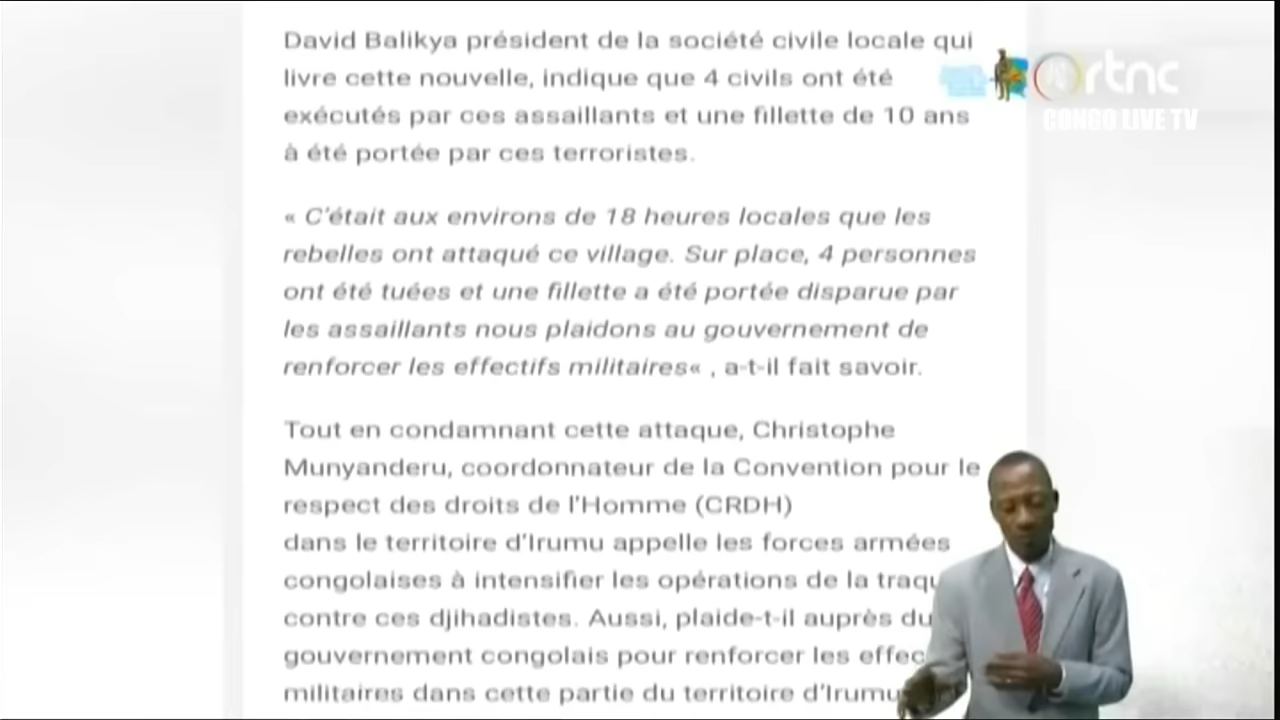 David Balikya président de la société civile locale qui
livre cette nouvelle, indique que 4 civils ont été
exécutés par ces assaillants et une fillette de 10 ans
à été portée par ces terroristes.
« C'était aux environs de 18 heures locales que les
rebelles ont attaqué ce village. Sur place, 4 personnes
ont été tuées et une fillette a été portée disparue par
les assaillants nous plaidons au gouvernement de
renforcer les effectifs militaires« , a-t-il fait savoir.
Tout en condamnant cette attaque, Christophe
Munyanderu, coordonnateur de la Convention pour le
respect des droits de l'Homme (CRDH)
dans le territoire d'Irumu appelle les forces armées
congolaises à intensifier les opérations de la traqu
contre ces djihadistes. Aussi, plaide-t-il auprès du
gouvernement congolais pour renforcer les effec
militaires dans cette partie du territoire d'Irumu
rtnc
CONGO LIVE TV